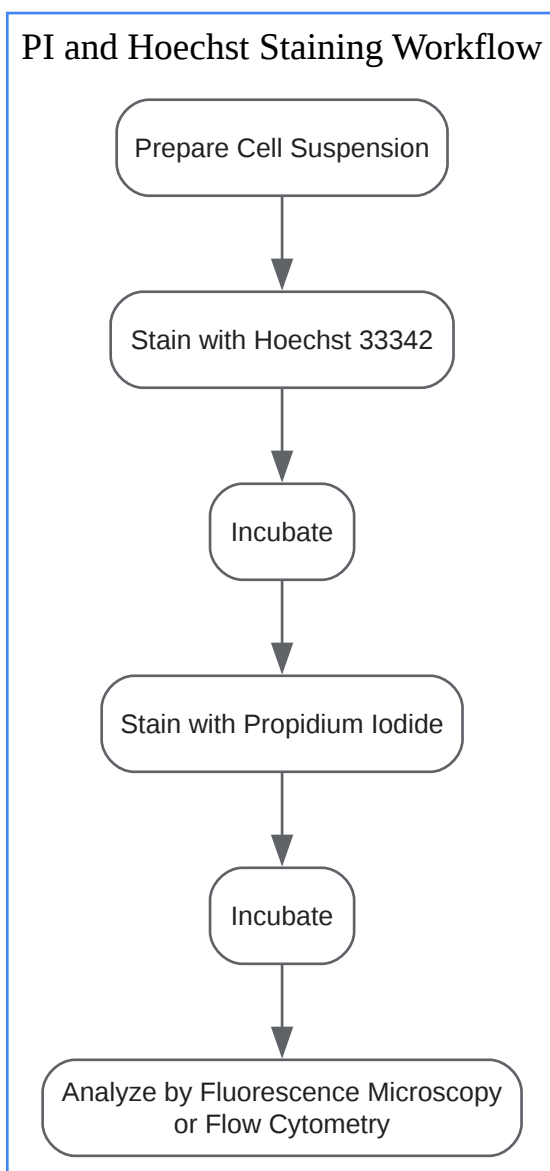 PI and Hoechst Staining Workflow
Prepare Cell Suspension
Stain with Hoechst 33342
Incubate
Stain with Propidium Iodide
Incubate
Analyze by Fluorescence Microscopy
or Flow Cytometry